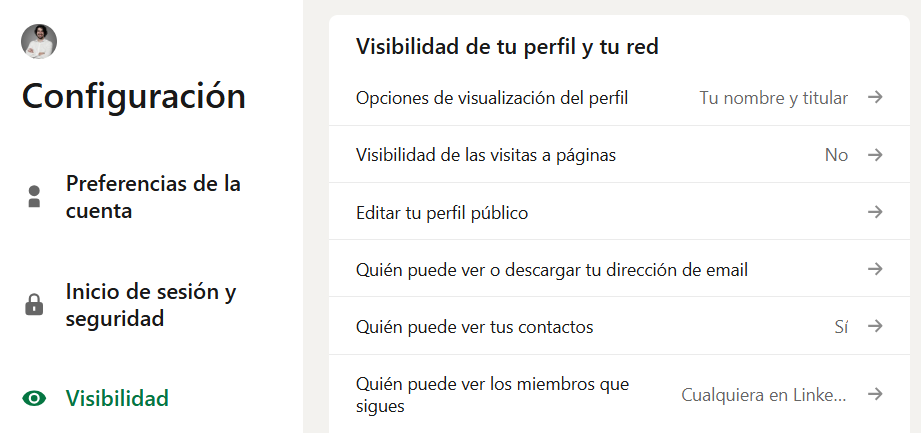 Configuración
Preferencias de la
cuenta
Inicio de sesión y
seguridad
Visibilidad
Visibilidad de tu perfil y tu red
Opciones de visualización del perfil Tu nombre y titular
Visibilidad de las visitas a páginas No
Editar tu perfil público
Quién puede ver o descargar tu dirección de email
Quién puede ver tus contactos Sí
Quién puede ver los miembros que
sigues
Cualquiera en Linke...